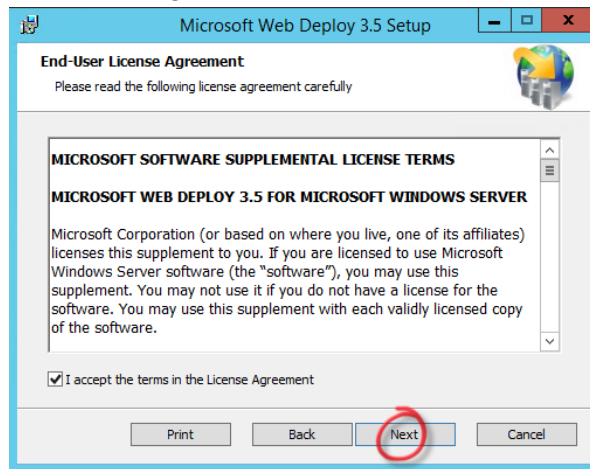 Microsoft Web Deploy 3.5 Setup
End-User License Agreement
Please read the following license agreement carefully
MICROSOFT SOFTWARE SUPPLEMENTAL LICENSE TERMS
MICROSOFT WEB DEPLOY 3.5 FOR MICROSOFT WINDOWS SERVER
Microsoft Corporation (or based on where you live, one of its affiliates)
licenses this supplement to you. If you are licensed to use Microsoft
Windows Server software (the “software”), you may use this
supplement. You may not use it if you do not have a license for the
software. You may use this supplement with each validly licensed copy
of the software.
I accept the terms in the License Agreement
Print Back Next Cancel